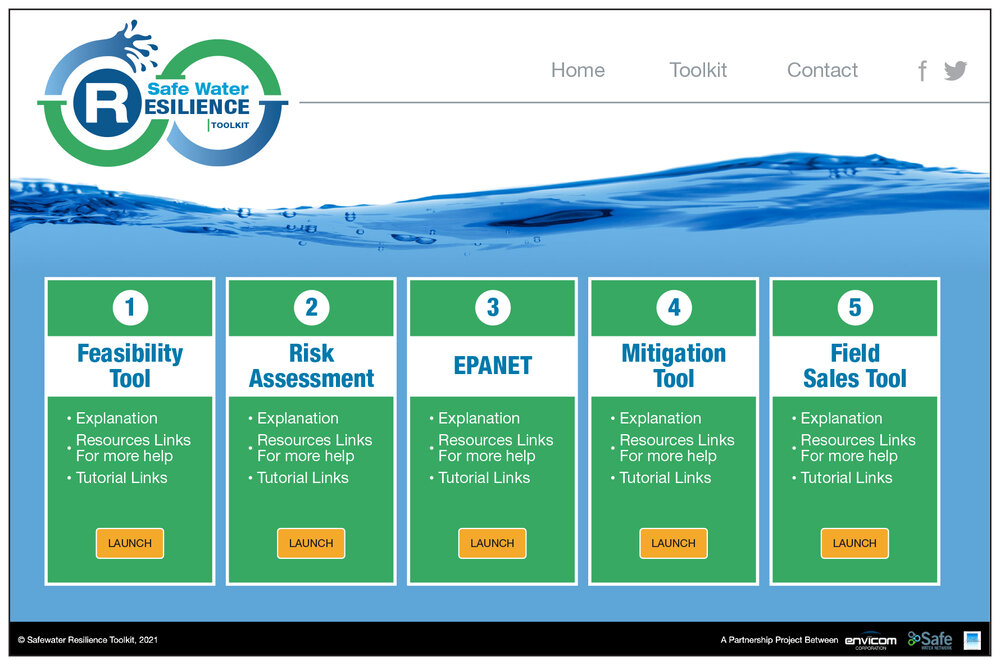 Safe Water
RESILIENCE
TOOLKIT
Home Toolkit Contact
1
Feasibility
Tool
• Explanation
• Resources Links
For more help
• Tutorial Links
LAUNCH
2
Risk
Assessment
• Explanation
• Resources Links
For more help
• Tutorial Links
LAUNCH
3
EPANET
• Explanation
• Resources Links
For more help
• Tutorial Links
LAUNCH
4
Mitigation
Tool
• Explanation
• Resources Links
For more help
• Tutorial Links
LAUNCH
5
Field
Sales Tool
• Explanation
• Resources Links
For more help
• Tutorial Links
LAUNCH
© Safewater Resilience Toolkit, 2021
A Partnership Project Between
envicom
CORPORATION
Safe
WATER NETWORK